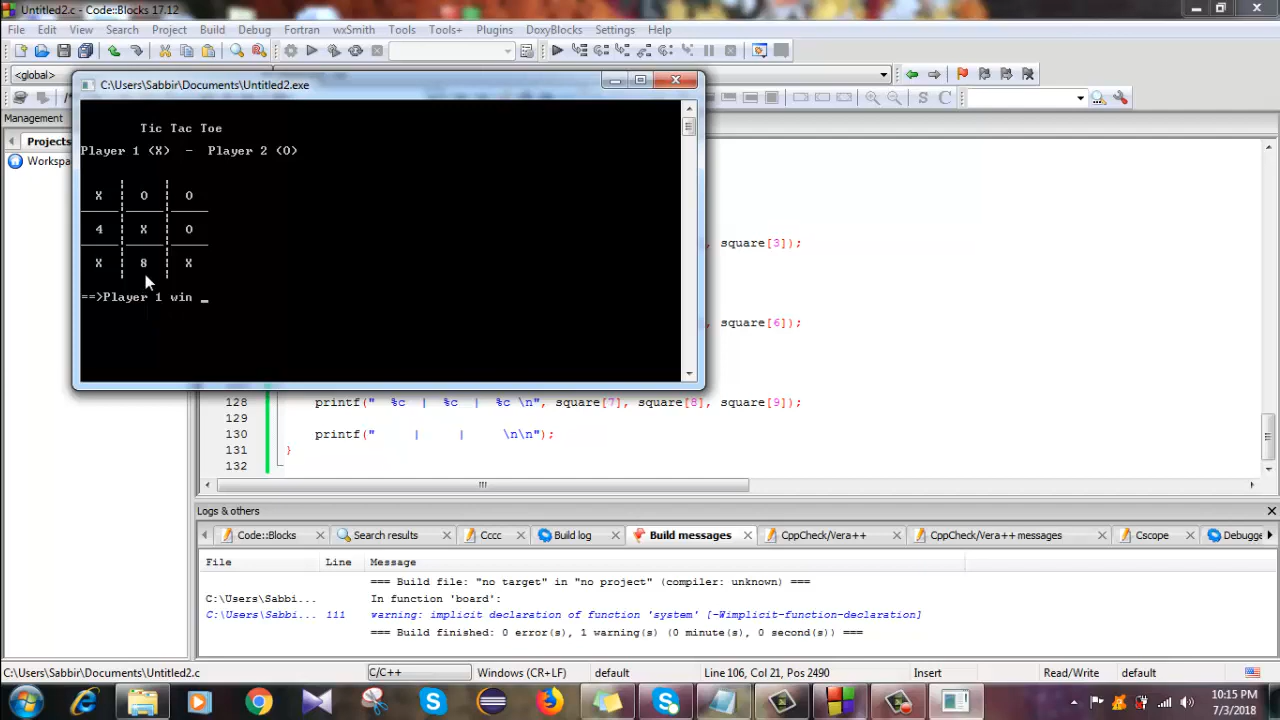 Untitled2.c - Code::Blocks 17.12
File Edit View Search Project Build Debug Fortran wxSmith Tools Tools+ Plugins DoxyBlocks Settings Help
<global>
C:\Users\Sabbir\Documents\Untitled2.exe
Management
Projects
Workspa
Tic Tac Toe
Player 1 (X) - Player 2 (O)
X O O
4 X O
X 8 X
==>Player 1 win _
, square[3]);
, square[6]);
128 printf(" %c | %c | %c \n", square[7], square[8], square[9]);
129
130 printf(" | | \n\n");
131 }
132
Logs & others
Code::Blocks Search results Cccc Build log Build messages CppCheck/Vera++ CppCheck/Vera++ messages Cscope Debugge
File Line Message
=== Build file: "no target" in "no project" (compiler: unknown) ===
C:\Users\Sabbi... In function 'board':
C:\Users\Sabbi... 111 warning: implicit declaration of function 'system' [-Wimplicit-function-declaration]
=== Build finished: 0 error(s), 1 warning(s) (0 minute(s), 0 second(s)) ===
C:\Users\Sabbir\Documents\Untitled2.c C/C++ Windows (CR+LF) default Line 106, Col 21, Pos 2490 Insert Read/Write default
10:15 PM
7/3/2018